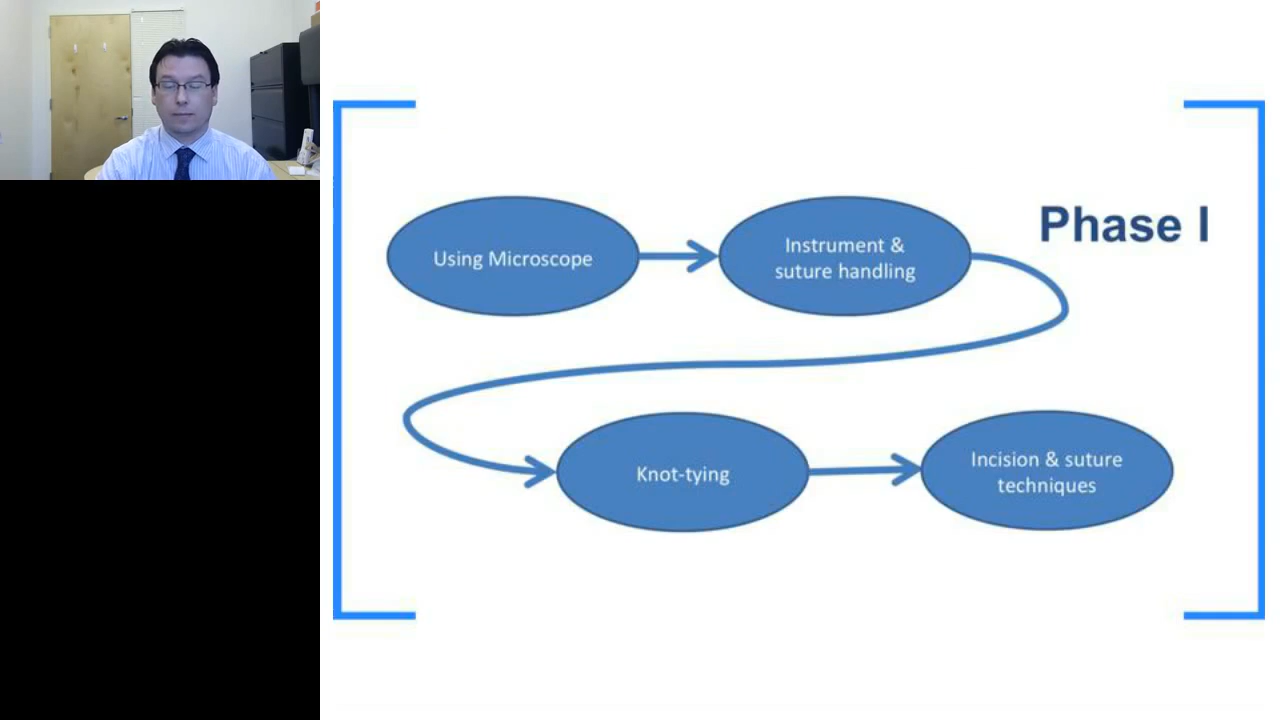 Phase I
Using Microscope
Instrument &
suture handling
Knot-tying
Incision & suture
techniques